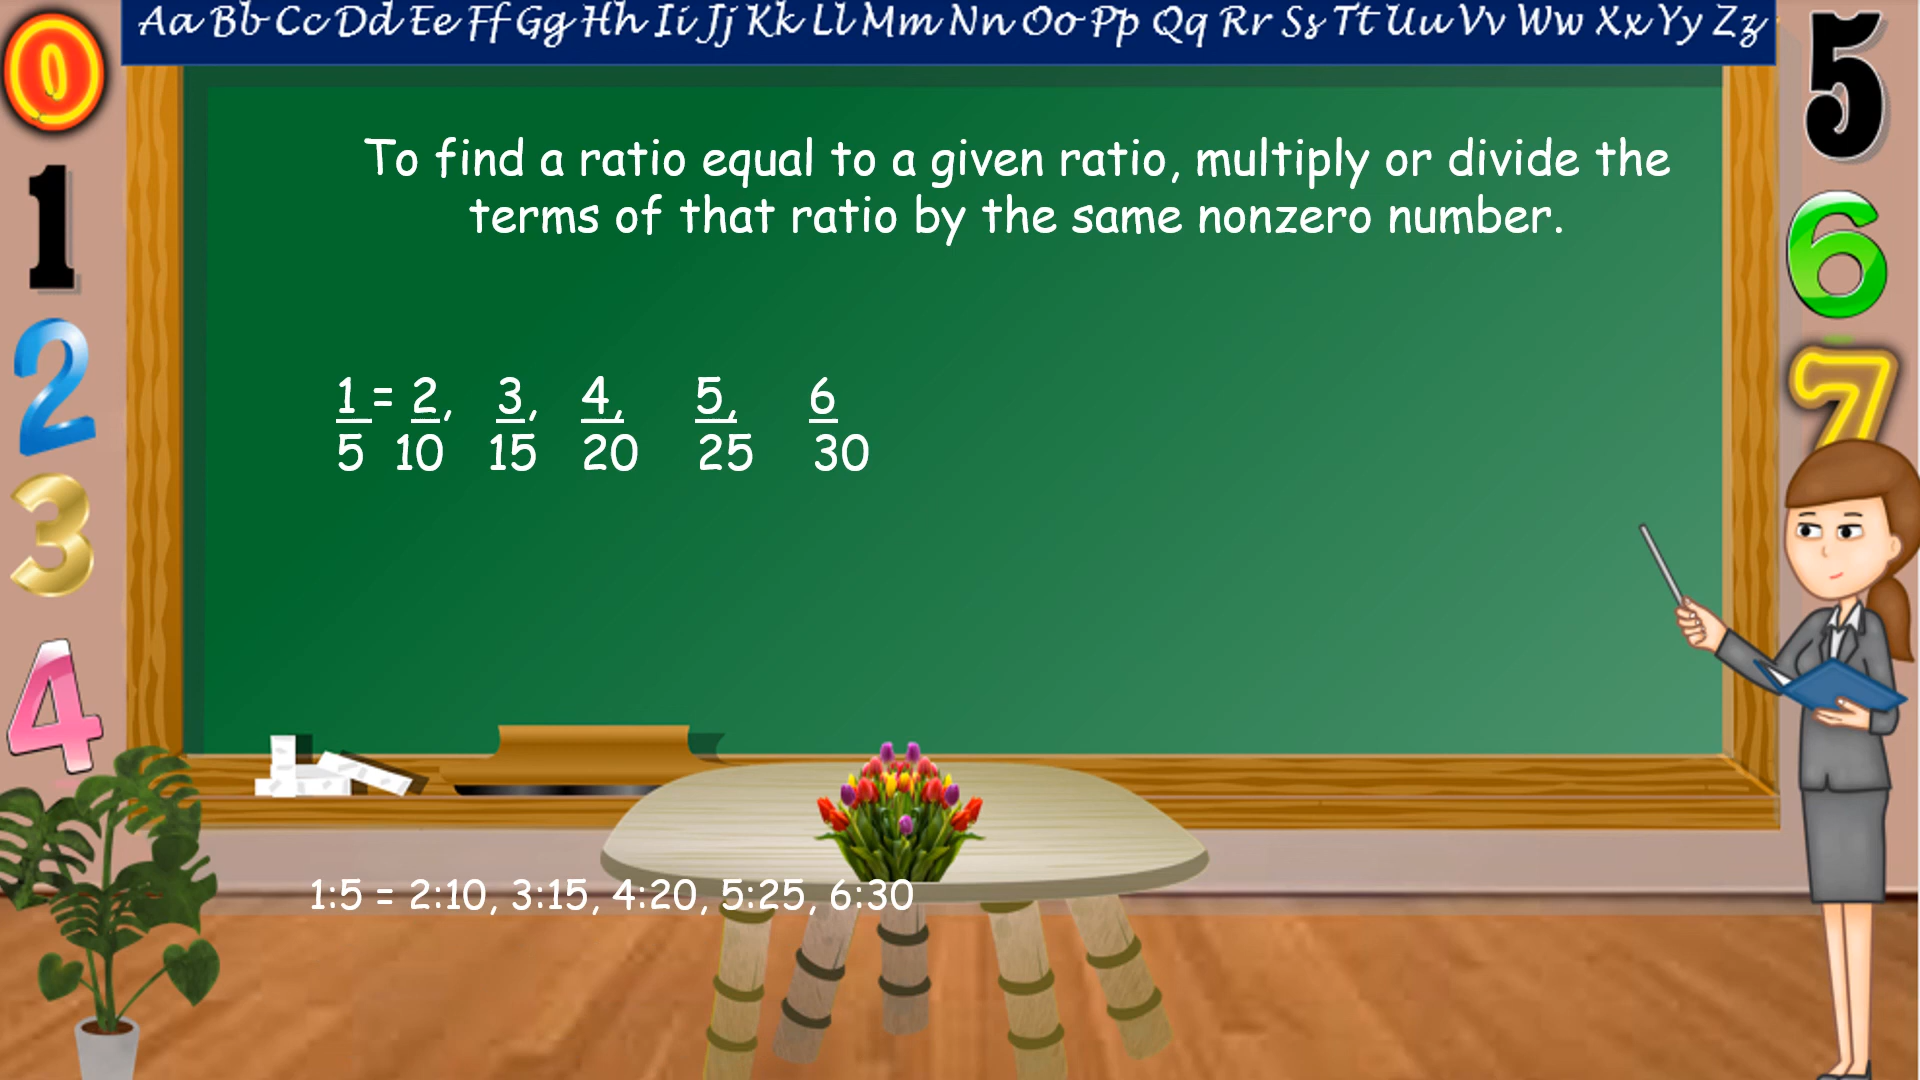 Aa Bb Cc Dd Ee Ff Gg Hh Ii Jj Kk Ll Mm Nn Oo Pp Qq Rr Ss Tt Uu Vv Ww Xx Yy Zz
0
1
2
3
4
5
6
7
To find a ratio equal to a given ratio, multiply or divide the
terms of that ratio by the same nonzero number.
1 = 2, 3, 4, 5, 6
5 10 15 20 25 30
1:5 = 2:10, 3:15, 4:20, 5:25, 6:30